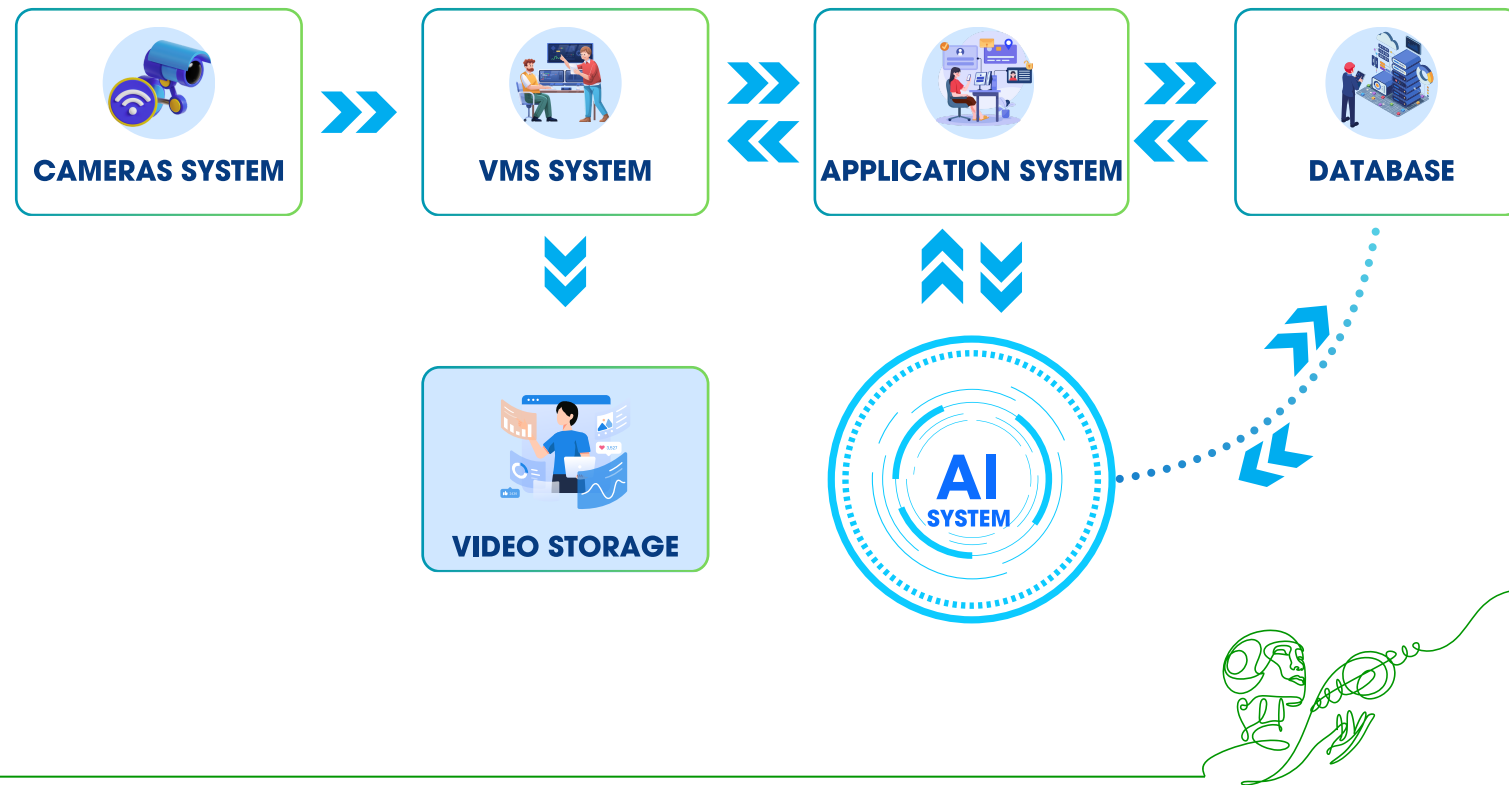 CAMERAS SYSTEM
VMS SYSTEM
APPLICATION SYSTEM
DATABASE
VIDEO STORAGE
AI
SYSTEM